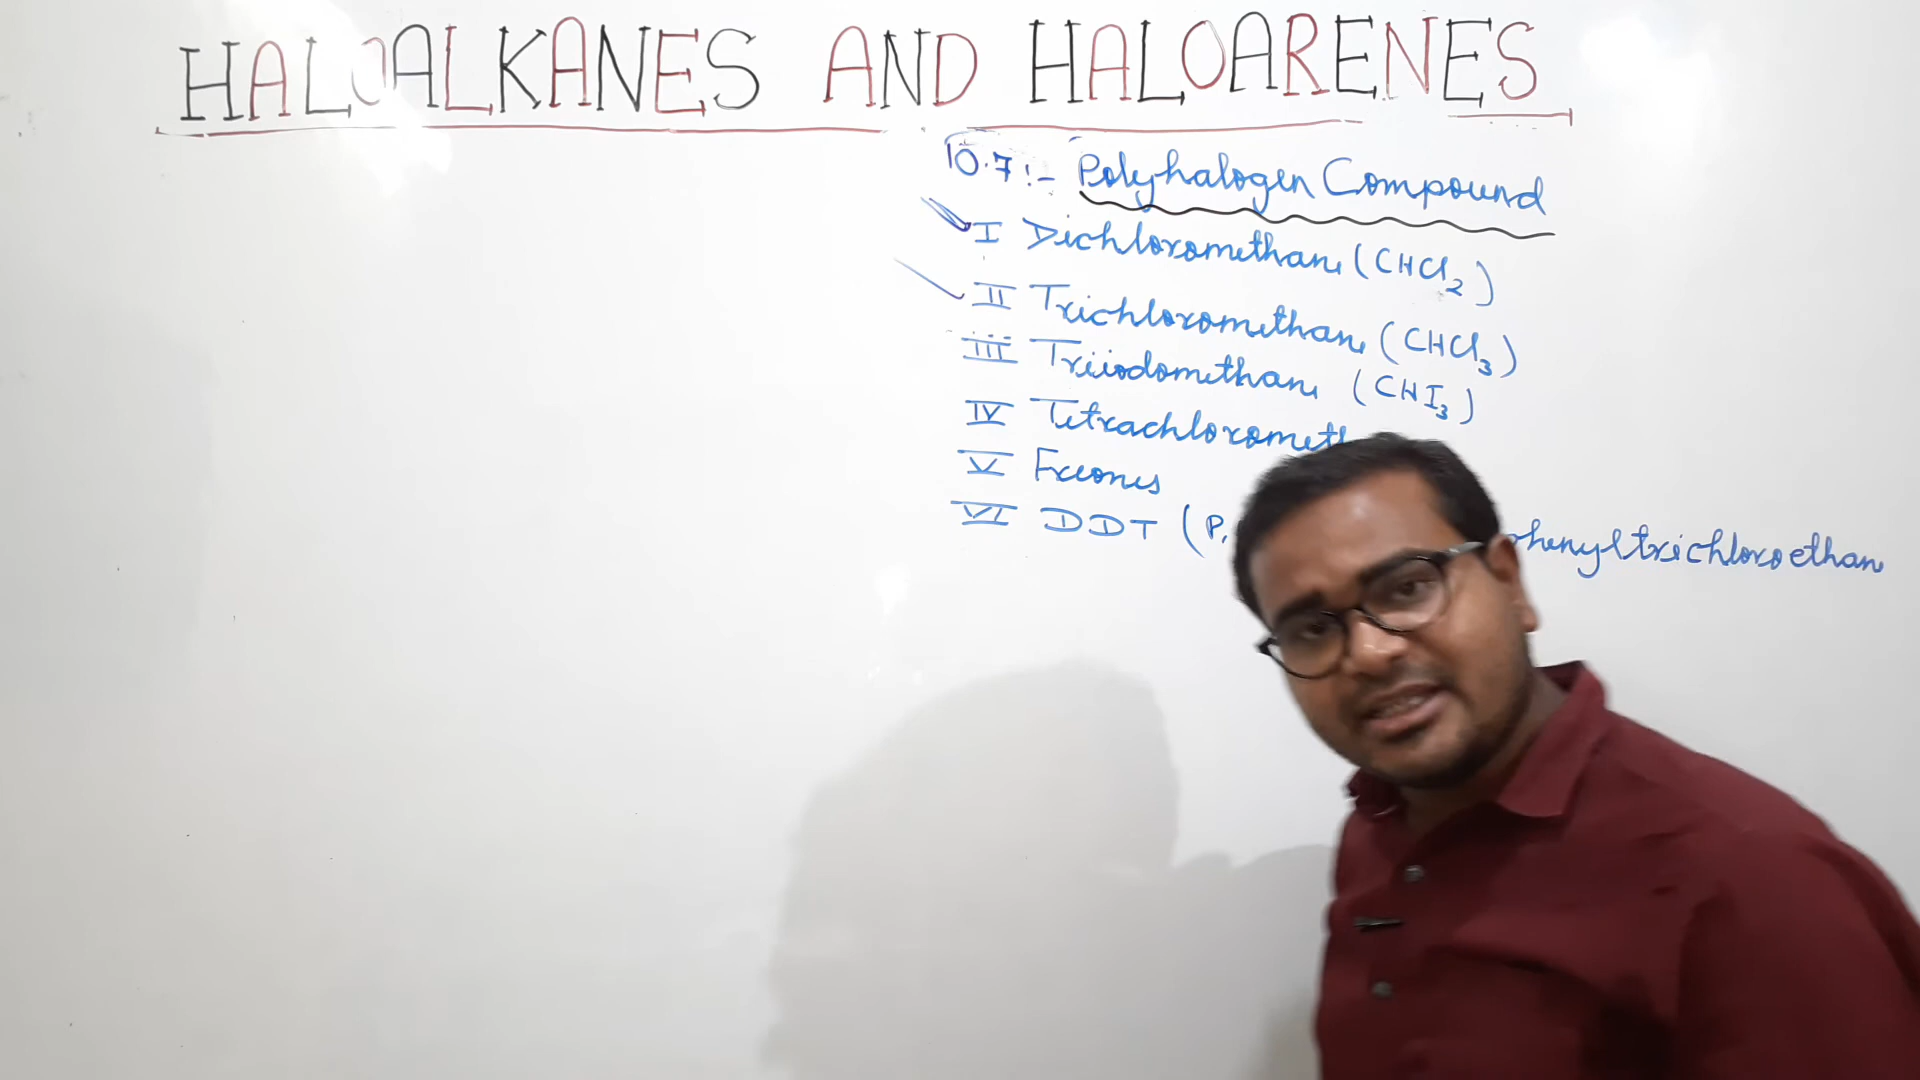 HALOALKANES AND HALOARENES
10.7:- Polyhalogen Compound
I Dichloromethane (CHCl2)
II Trichloromethane (CHCl3)
iii Triiodomethane (CHI3)
IV
V Freons
VI DDT (P, phenyltrichloroethan